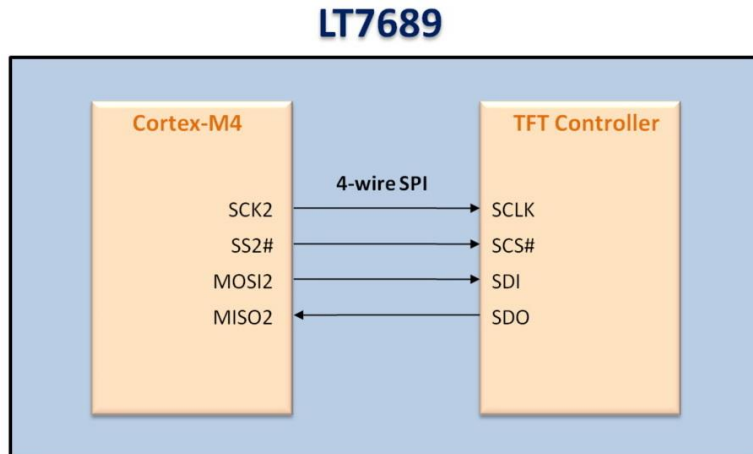 LT7689
Cortex-M4
TFT Controller
4-wire SPI
SCK2
SCLK
SS2#
SCS#
MOSI2
SDI
MISO2
SDO